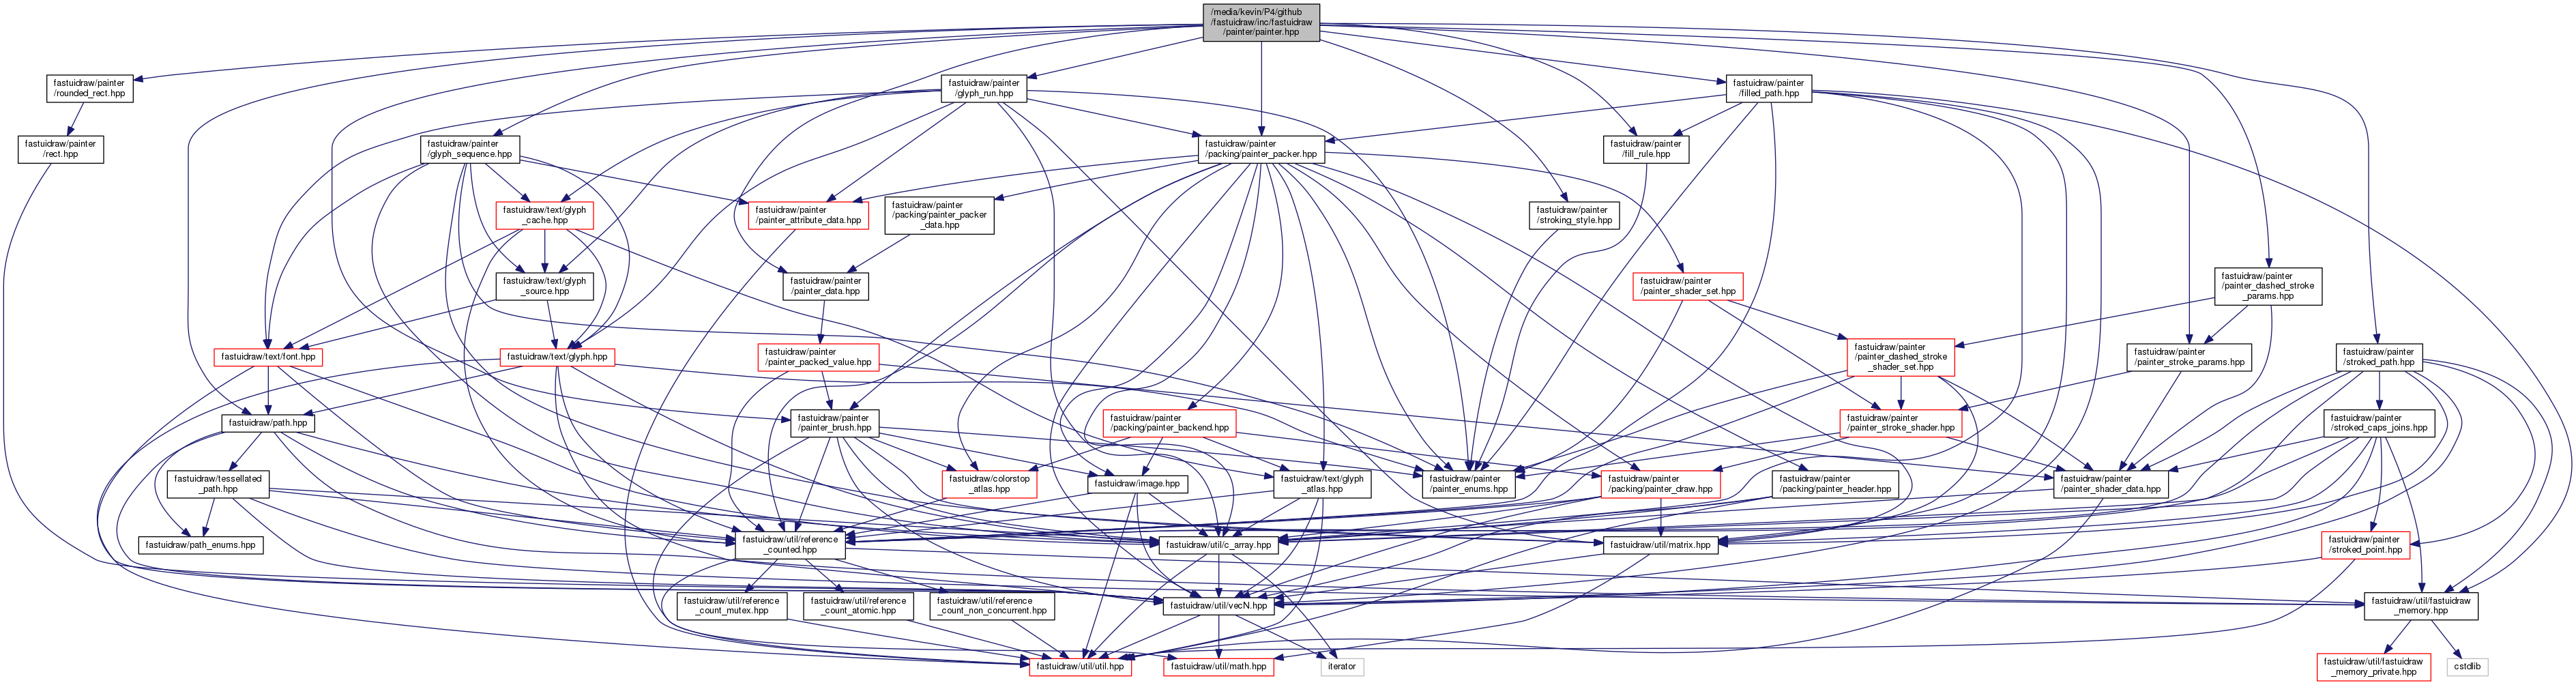 /media/kevin/P4/github
/fastuidraw/inc/fastuidraw
/painter/painter.hpp
fastuidraw/painter
/rounded_rect.hpp
fastuidraw/painter
/glyph_run.hpp
fastuidraw/painter
/filled_path.hpp
fastuidraw/painter
/rect.hpp
fastuidraw/painter
/glyph_sequence.hpp
fastuidraw/painter
/packing/painter_packer.hpp
fastuidraw/painter
/fill_rule.hpp
fastuidraw/text/glyph
_cache.hpp
fastuidraw/painter
/painter_attribute_data.hpp
fastuidraw/painter
/packing/painter_packer
_data.hpp
fastuidraw/painter
/stroking_style.hpp
fastuidraw/text/glyph
_source.hpp
fastuidraw/painter
/painter_data.hpp
fastuidraw/painter
/painter_shader_set.hpp
fastuidraw/painter
/painter_dashed_stroke
_params.hpp
fastuidraw/text/font.hpp
fastuidraw/text/glyph.hpp
fastuidraw/painter
/painter_packed_value.hpp
fastuidraw/painter
/painter_dashed_stroke
_shader_set.hpp
fastuidraw/painter
/painter_stroke_params.hpp
fastuidraw/painter
/stroked_path.hpp
fastuidraw/path.hpp
fastuidraw/painter
/painter_brush.hpp
fastuidraw/painter
/packing/painter_backend.hpp
fastuidraw/painter
/painter_stroke_shader.hpp
fastuidraw/painter
/stroked_caps_joins.hpp
fastuidraw/tessellated
_path.hpp
fastuidraw/colorstop
_atlas.hpp
fastuidraw/image.hpp
fastuidraw/text/glyph
_atlas.hpp
fastuidraw/painter
/painter_enums.hpp
fastuidraw/painter
/packing/painter_draw.hpp
fastuidraw/painter
/packing/painter_header.hpp
fastuidraw/painter
/painter_shader_data.hpp
fastuidraw/path_enums.hpp
fastuidraw/util/reference
_counted.hpp
fastuidraw/util/c_array.hpp
fastuidraw/util/matrix.hpp
fastuidraw/painter
/stroked_point.hpp
fastuidraw/util/reference
_count_mutex.hpp
fastuidraw/util/reference
_count_atomic.hpp
fastuidraw/util/reference
_count_non_concurrent.hpp
fastuidraw/util/vecN.hpp
fastuidraw/util/fastuidraw
_memory.hpp
fastuidraw/util/util.hpp
fastuidraw/util/math.hpp
iterator
fastuidraw/util/fastuidraw
_memory_private.hpp
cstdlib